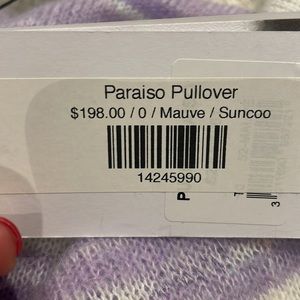 Paraiso Pullover
$198.00 / 0 / Mauve / Suncoo
14245990